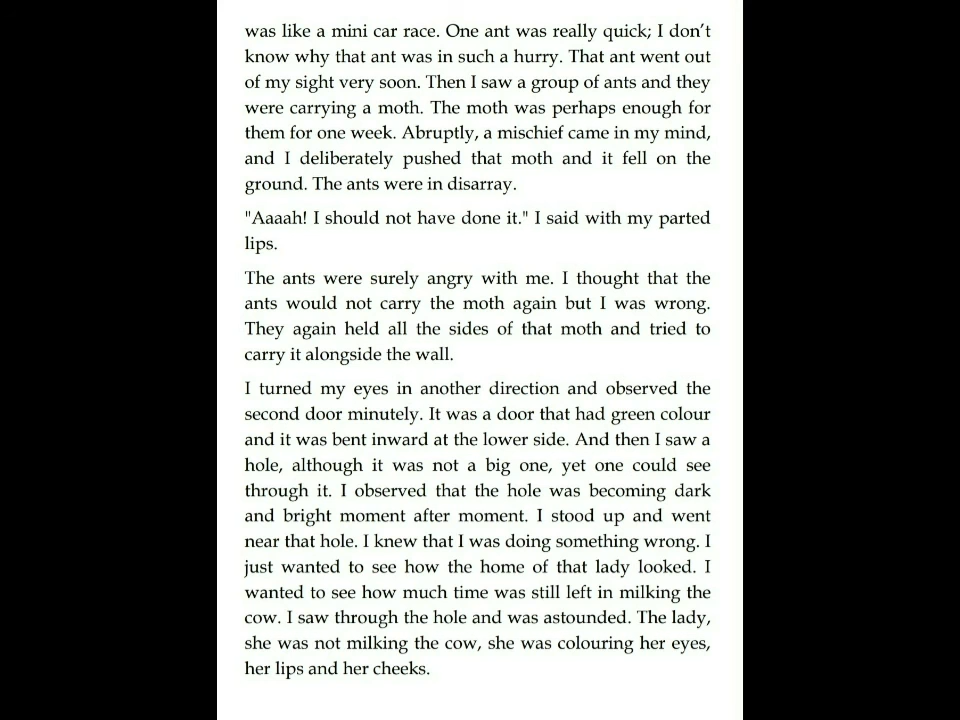 was like a mini car race. One ant was really quick; I don’t
know why that ant was in such a hurry. That ant went out
of my sight very soon. Then I saw a group of ants and they
were carrying a moth. The moth was perhaps enough for
them for one week. Abruptly, a mischief came in my mind,
and I deliberately pushed that moth and it fell on the
ground. The ants were in disarray.
"Aaaah! I should not have done it." I said with my parted
lips.
The ants were surely angry with me. I thought that the
ants would not carry the moth again but I was wrong.
They again held all the sides of that moth and tried to
carry it alongside the wall.
I turned my eyes in another direction and observed the
second door minutely. It was a door that had green colour
and it was bent inward at the lower side. And then I saw a
hole, although it was not a big one, yet one could see
through it. I observed that the hole was becoming dark
and bright moment after moment. I stood up and went
near that hole. I knew that I was doing something wrong. I
just wanted to see how the home of that lady looked. I
wanted to see how much time was still left in milking the
cow. I saw through the hole and was astounded. The lady,
she was not milking the cow, she was colouring her eyes,
her lips and her cheeks.